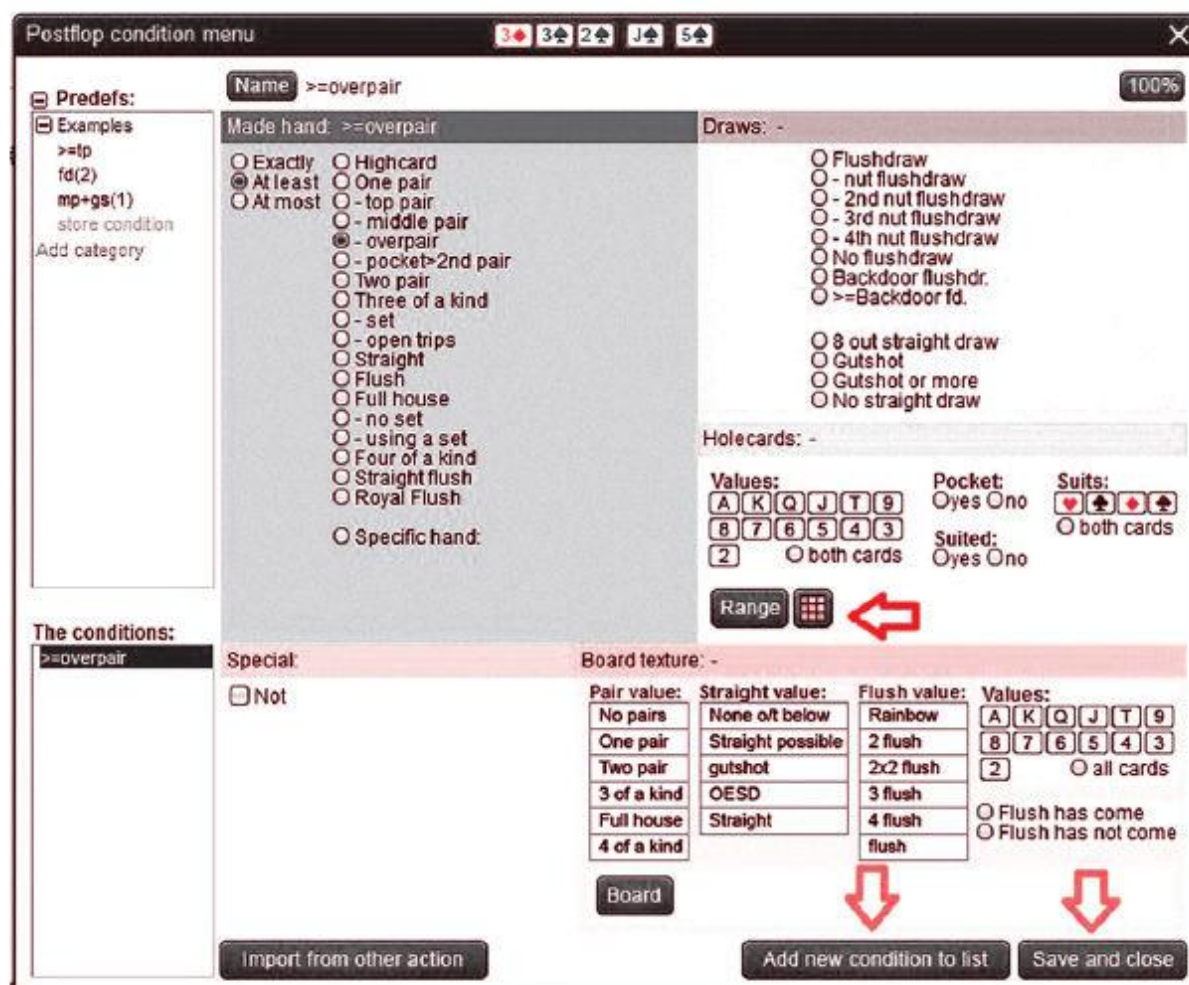 Postflop condition menu 3♦ 3♠ 2♠ J♠ 5♠ X
Predefs:
Examples
>=tp
fd(2)
mp+gs(1)
store condition
Add category
The conditions:
>=overpair
Name >=overpair 100%
Made hand: >=overpair
Exactly
At least
At most
Highcard
One pair
- top pair
- middle pair
- overpair
- pocket>2nd pair
Two pair
Three of a kind
- set
- open trips
Straight
Flush
Full house
- no set
- using a set
Four of a kind
Straight flush
Royal Flush
Specific hand:
Draws: -
Flushdraw
- nut flushdraw
- 2nd nut flushdraw
- 3rd nut flushdraw
- 4th nut flushdraw
No flushdraw
Backdoor flushdr.
>=Backdoor fd.
8 out straight draw
Gutshot
Gutshot or more
No straight draw
Holecards: -
Values:
A K Q J T 9
8 7 6 5 4 3
2 both cards
Pocket:
yes no
Suited:
yes no
Suits:
♥ ♠ ♦ ♠
both cards
Range
Special:
Not
Board texture: -
Pair value:
No pairs
One pair
Two pair
3 of a kind
Full house
4 of a kind
Straight value:
None o/t below
Straight possible
gutshot
OESD
Straight
Flush value:
Rainbow
2 flush
2x2 flush
3 flush
4 flush
flush
Values:
A K Q J T 9
8 7 6 5 4 3
2 all cards
Flush has come
Flush has not come
Board
Import from other action
Add new condition to list
Save and close